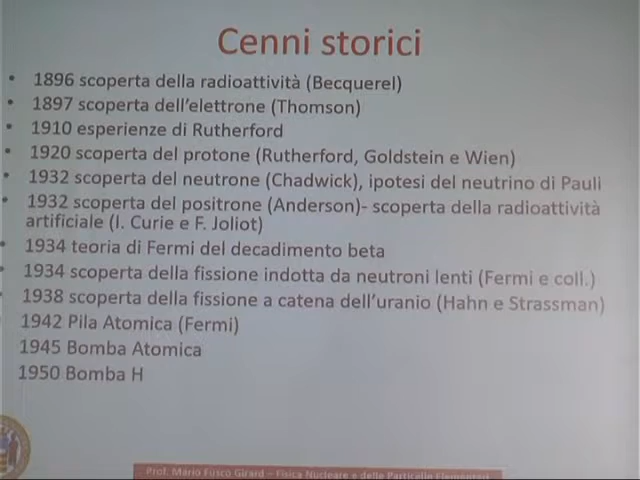 Cenni storici
• 1896 scoperta della radioattività (Becquerel)
• 1897 scoperta dell'elettrone (Thomson)
• 1910 esperienze di Rutherford
• 1920 scoperta del protone (Rutherford, Goldstein e Wien)
• 1932 scoperta del neutrone (Chadwick), ipotesi del neutrino di Pauli
• 1932 scoperta del positrone (Anderson)- scoperta della radioattività
artificiale (I. Curie e F. Joliot)
• 1934 teoria di Fermi del decadimento beta
• 1934 scoperta della fissione indotta da neutroni lenti (Fermi e coll.)
• 1938 scoperta della fissione a catena dell'uranio (Hahn e Strassman)
1942 Pila Atomica (Fermi)
1945 Bomba Atomica
1950 Bomba H
Prof. Mario Fusco Girard – Fisica Nucleare e delle Particelle Elementari